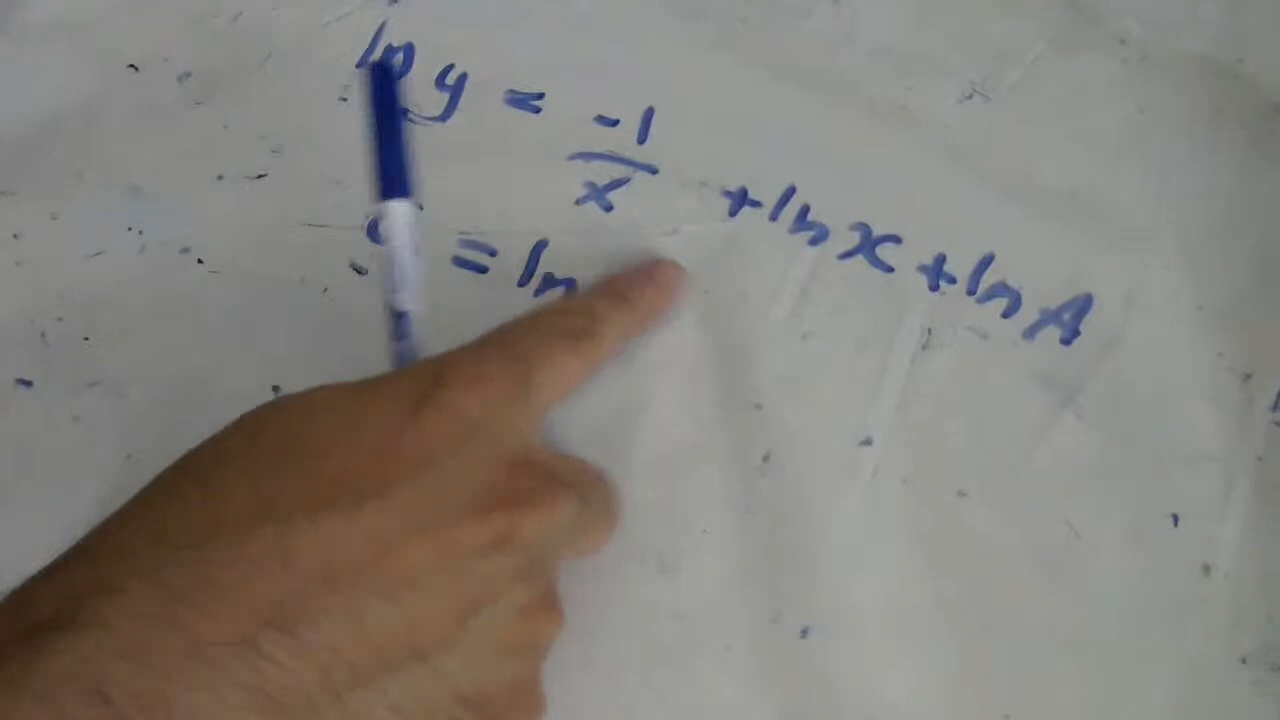 ln y = -1/x + ln x + ln A
= ln